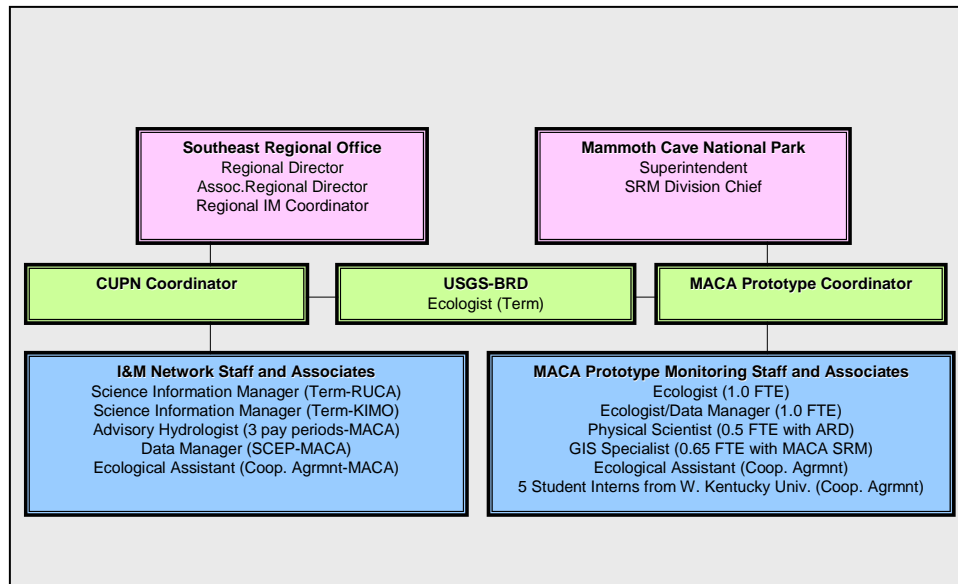 Southeast Regional Office
Regional Director
Assoc.Regional Director
Regional IM Coordinator
Mammoth Cave National Park
Superintendent
SRM Division Chief
CUPN Coordinator
USGS-BRD
Ecologist (Term)
MACA Prototype Coordinator
I&M Network Staff and Associates
Science Information Manager (Term-RUCA)
Science Information Manager (Term-KIMO)
Advisory Hydrologist (3 pay periods-MACA)
Data Manager (SCEP-MACA)
Ecological Assistant (Coop. Agrmnt-MACA)
MACA Prototype Monitoring Staff and Associates
Ecologist (1.0 FTE)
Ecologist/Data Manager (1.0 FTE)
Physical Scientist (0.5 FTE with ARD)
GIS Specialist (0.65 FTE with MACA SRM)
Ecological Assistant (Coop. Agrmnt)
5 Student Interns from W. Kentucky Univ. (Coop. Agrmnt)